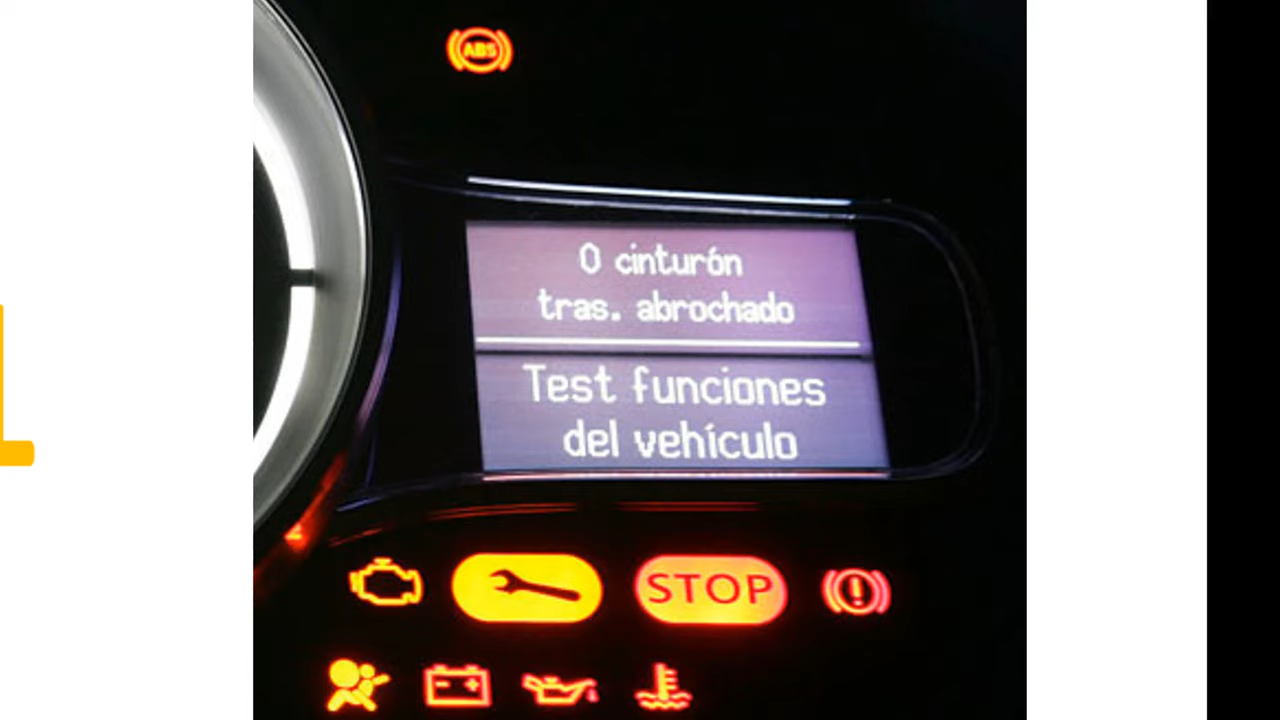 ABS
0 cinturón
tras. abrochado
Test funciones
del vehículo
STOP